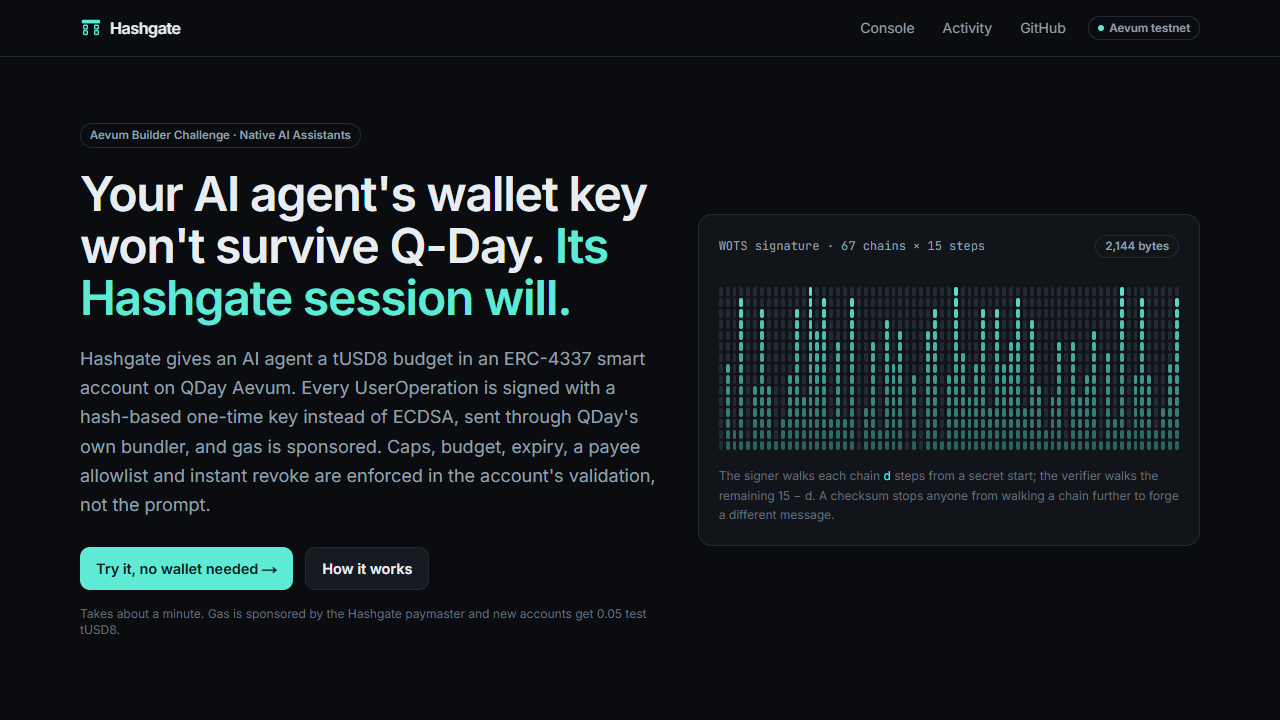 Hashgate
Console
Activity
GitHub
Aevum testnet
Aevum Builder Challenge · Native AI Assistants
Your AI agent's wallet key
won't survive Q-Day. Its
Hashgate session will.
Hashgate gives an AI agent a tUSD8 budget in an ERC-4337 smart
account on QDay Aevum. Every UserOperation is signed with a
hash-based one-time key instead of ECDSA, sent through QDay's
own bundler, and gas is sponsored. Caps, budget, expiry, a payee
allowlist and instant revoke are enforced in the account's validation,
not the prompt.
Try it, no wallet needed →
How it works
Takes about a minute. Gas is sponsored by the Hashgate paymaster and new accounts get 0.05 test
tUSD8.
WOTS signature · 67 chains × 15 steps
2,144 bytes
The signer walks each chain d steps from a secret start; the verifier walks the
remaining 15 − d. A checksum stops anyone from walking a chain further to forge
a different message.